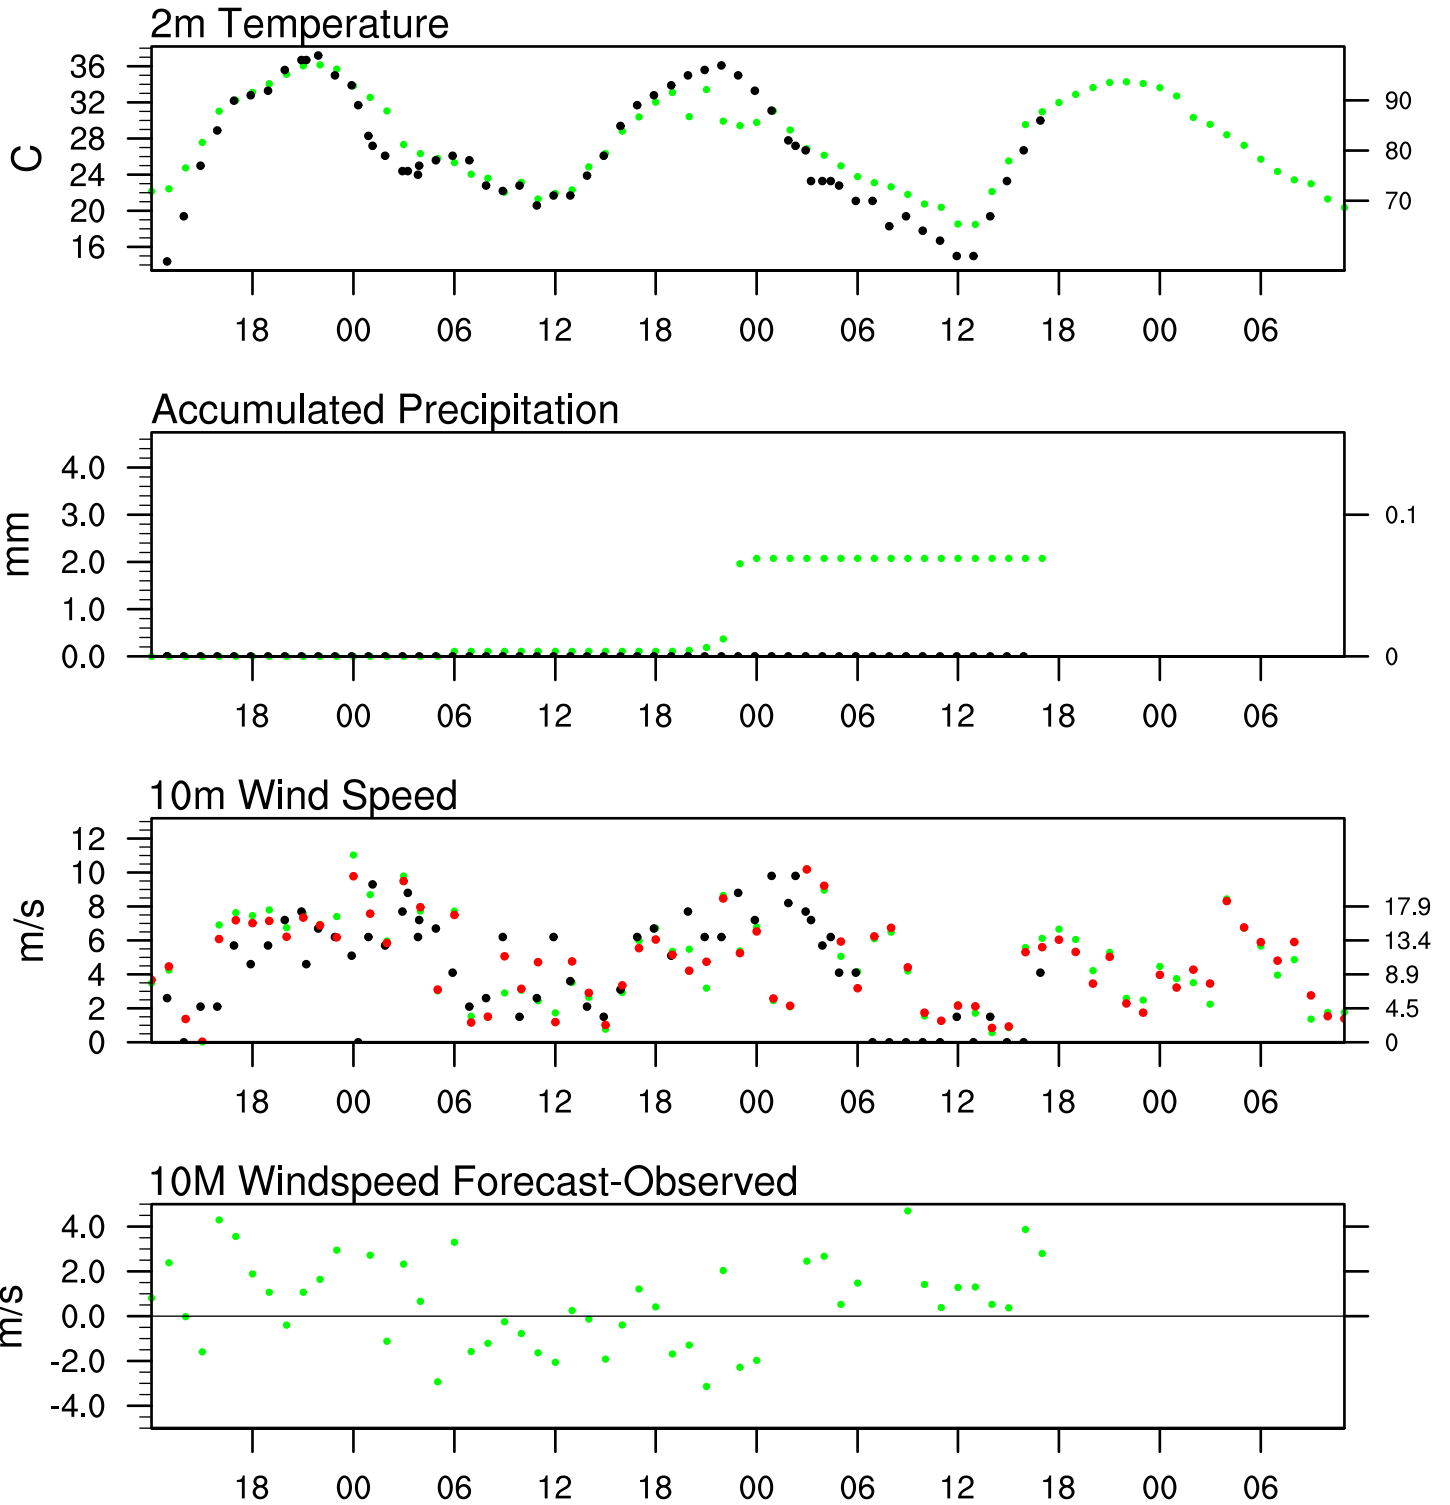 2m Temperature
C
36
32
28
24
20
16
90
80
70
18 00 06 12 18 00 06 12 18 00 06
Accumulated Precipitation
mm
4.0
3.0
2.0
1.0
0.0
0.1
0
18 00 06 12 18 00 06 12 18 00 06
10m Wind Speed
m/s
12
10
8
6
4
2
0
17.9
13.4
8.9
4.5
0
18 00 06 12 18 00 06 12 18 00 06
10M Windspeed Forecast-Observed
m/s
4.0
2.0
0.0
-2.0
-4.0
18 00 06 12 18 00 06 12 18 00 06